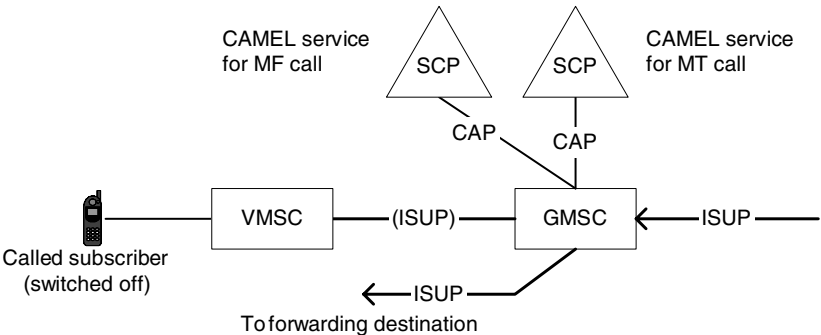 CAMEL service
for MF call
SCP
SCP
CAMEL service
for MT call
CAP
CAP
VMSC
(ISUP)
GMSC
ISUP
Called subscriber
(switched off)
ISUP
To forwarding destination